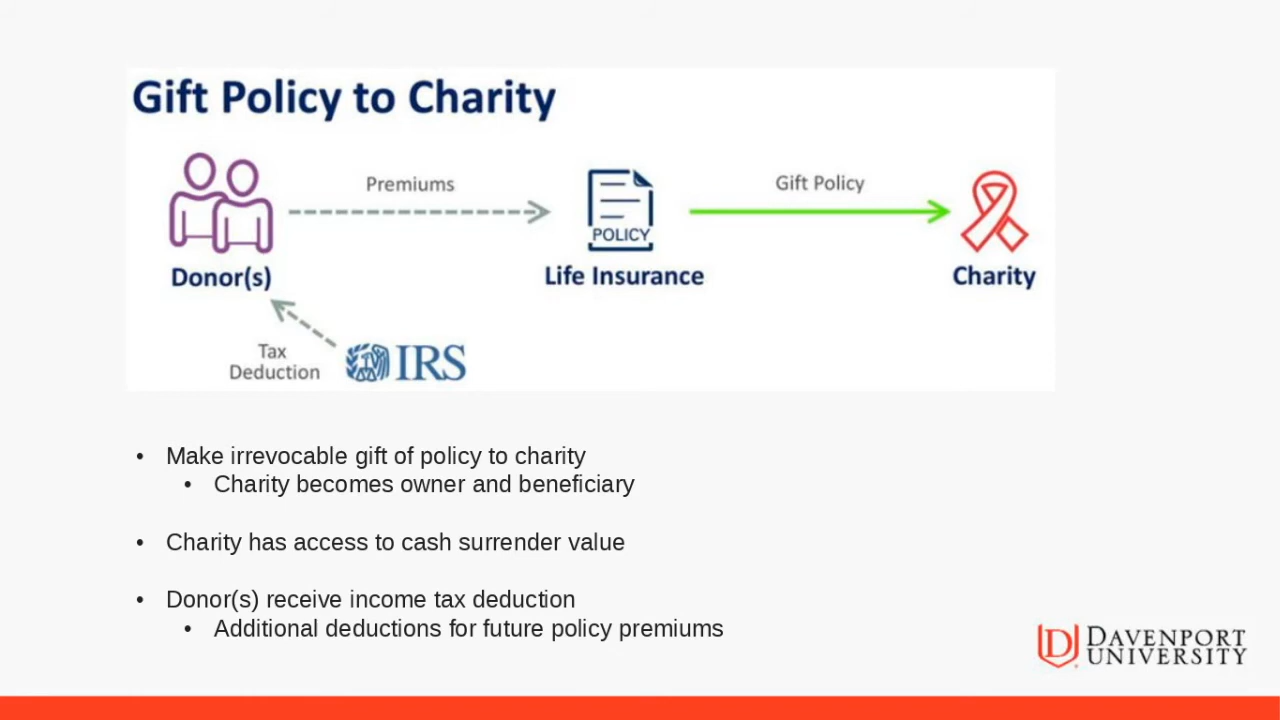 Gift Policy to Charity
Premiums
Gift Policy
POLICY
Donor(s)
Life Insurance
Charity
Tax
Deduction
IRS
• Make irrevocable gift of policy to charity
• Charity becomes owner and beneficiary
• Charity has access to cash surrender value
• Donor(s) receive income tax deduction
• Additional deductions for future policy premiums
D DAVENPORT
UNIVERSITY